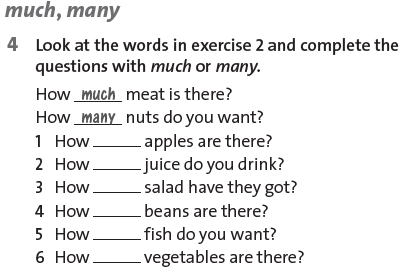 much, many
4 Look at the words in exercise 2 and complete the
questions with much or many.
How much meat is there?
How many nuts do you want?
1 How ______ apples are there?
2 How ______ juice do you drink?
3 How ______ salad have they got?
4 How ______ beans are there?
5 How ______ fish do you want?
6 How ______ vegetables are there?